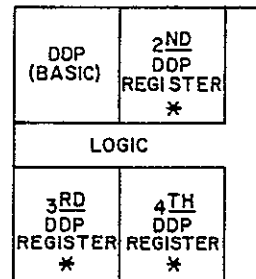 DDP
(BASIC)
2ND
DDP
REGISTER
*
LOGIC
3RD
DDP
REGISTER
*
4TH
DDP
REGISTER
*